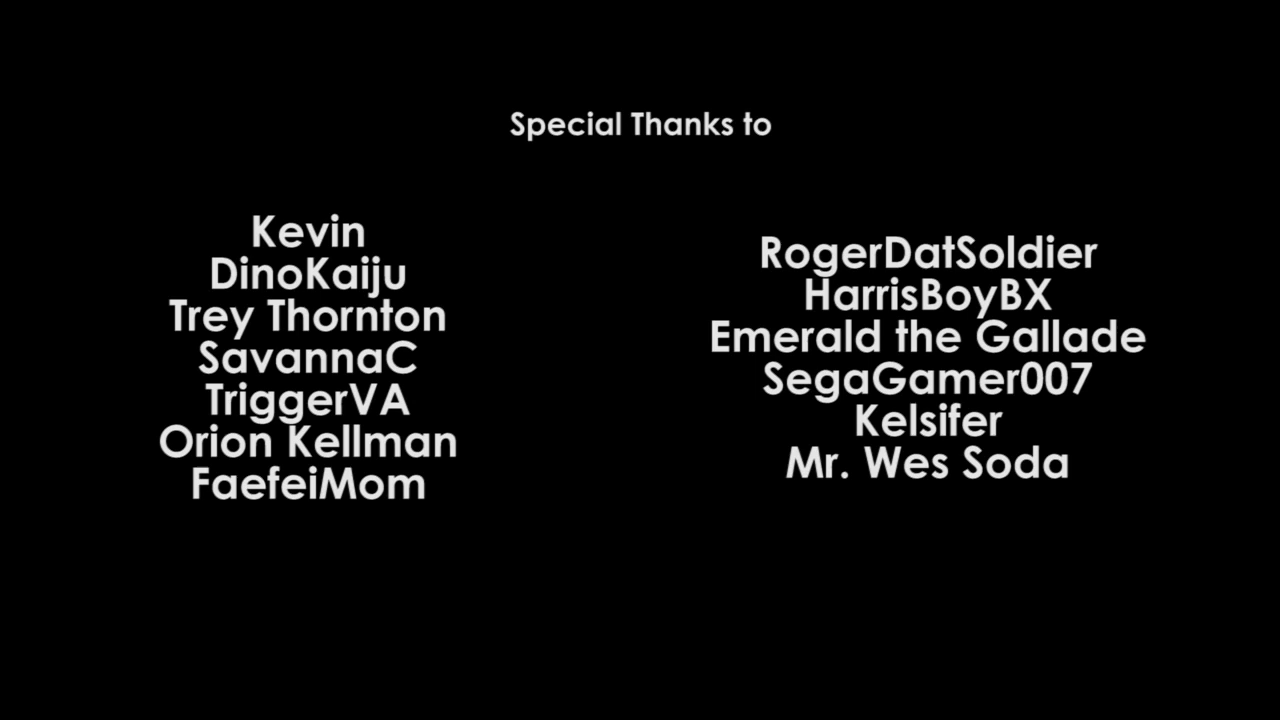 Special Thanks to
Kevin
DinoKaiju
Trey Thornton
SavannaC
TriggerVA
Orion Kellman
FaefeiMom
RogerDatSoldier
HarrisBoyBX
Emerald the Gallade
SegaGamer007
Kelsifer
Mr. Wes Soda